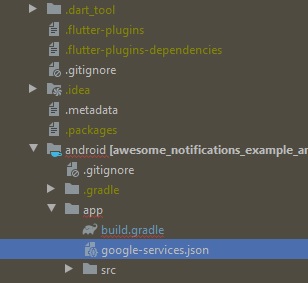 .dart_tool
.flutter-plugins
.flutter-plugins-dependencies
.gitignore
.idea
.metadata
.packages
android [awesome_notifications_example_an
.gitignore
.gradle
app
build.gradle
google-services.json
src